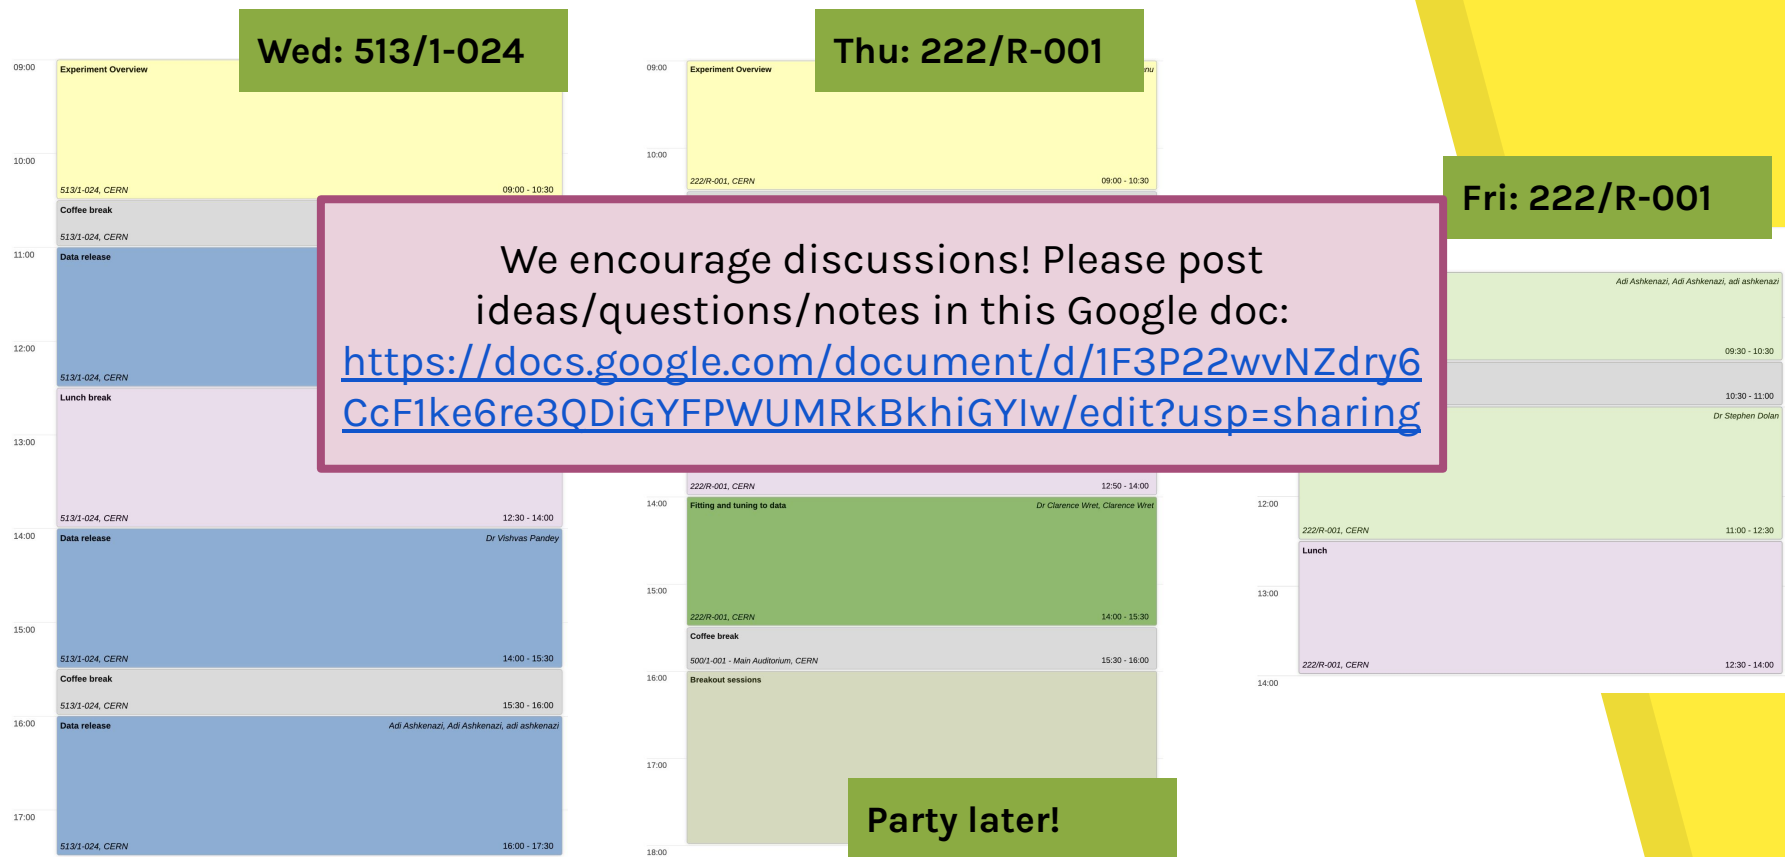 Wed: 513/1-024
09:00
Experiment Overview
10:00
513/1-024, CERN 09:00 - 10:30
Coffee break
513/1-024, CERN
11:00
Data release
12:00
513/1-024, CERN
Lunch break
13:00
513/1-024, CERN 12:30 - 14:00
14:00
Data release Dr Vishvas Pandey
15:00
513/1-024, CERN 14:00 - 15:30
Coffee break
513/1-024, CERN 15:30 - 16:00
16:00
Data release Adi Ashkenazi, Adi Ashkenazi, adi ashkenazi
17:00
513/1-024, CERN 16:00 - 17:30
Thu: 222/R-001
09:00
Experiment Overview
10:00
222/R-001, CERN 09:00 - 10:30
We encourage discussions! Please post
ideas/questions/notes in this Google doc:
https://docs.google.com/document/d/1F3P22wvNZdry6
CcF1ke6re3QDiGYFPWUMRkBkhiGYIw/edit?usp=sharing
222/R-001, CERN 12:50 - 14:00
14:00
Fitting and tuning to data Dr Clarence Wret, Clarence Wret
15:00
222/R-001, CERN 14:00 - 15:30
Coffee break
500/1-001 - Main Auditorium, CERN 15:30 - 16:00
16:00
Breakout sessions
17:00
Party later!
18:00
Fri: 222/R-001
Adi Ashkenazi, Adi Ashkenazi, adi ashkenazi
09:30 - 10:30
10:30 - 11:00
Dr Stephen Dolan
12:00
222/R-001, CERN 11:00 - 12:30
Lunch
13:00
222/R-001, CERN 12:30 - 14:00
14:00